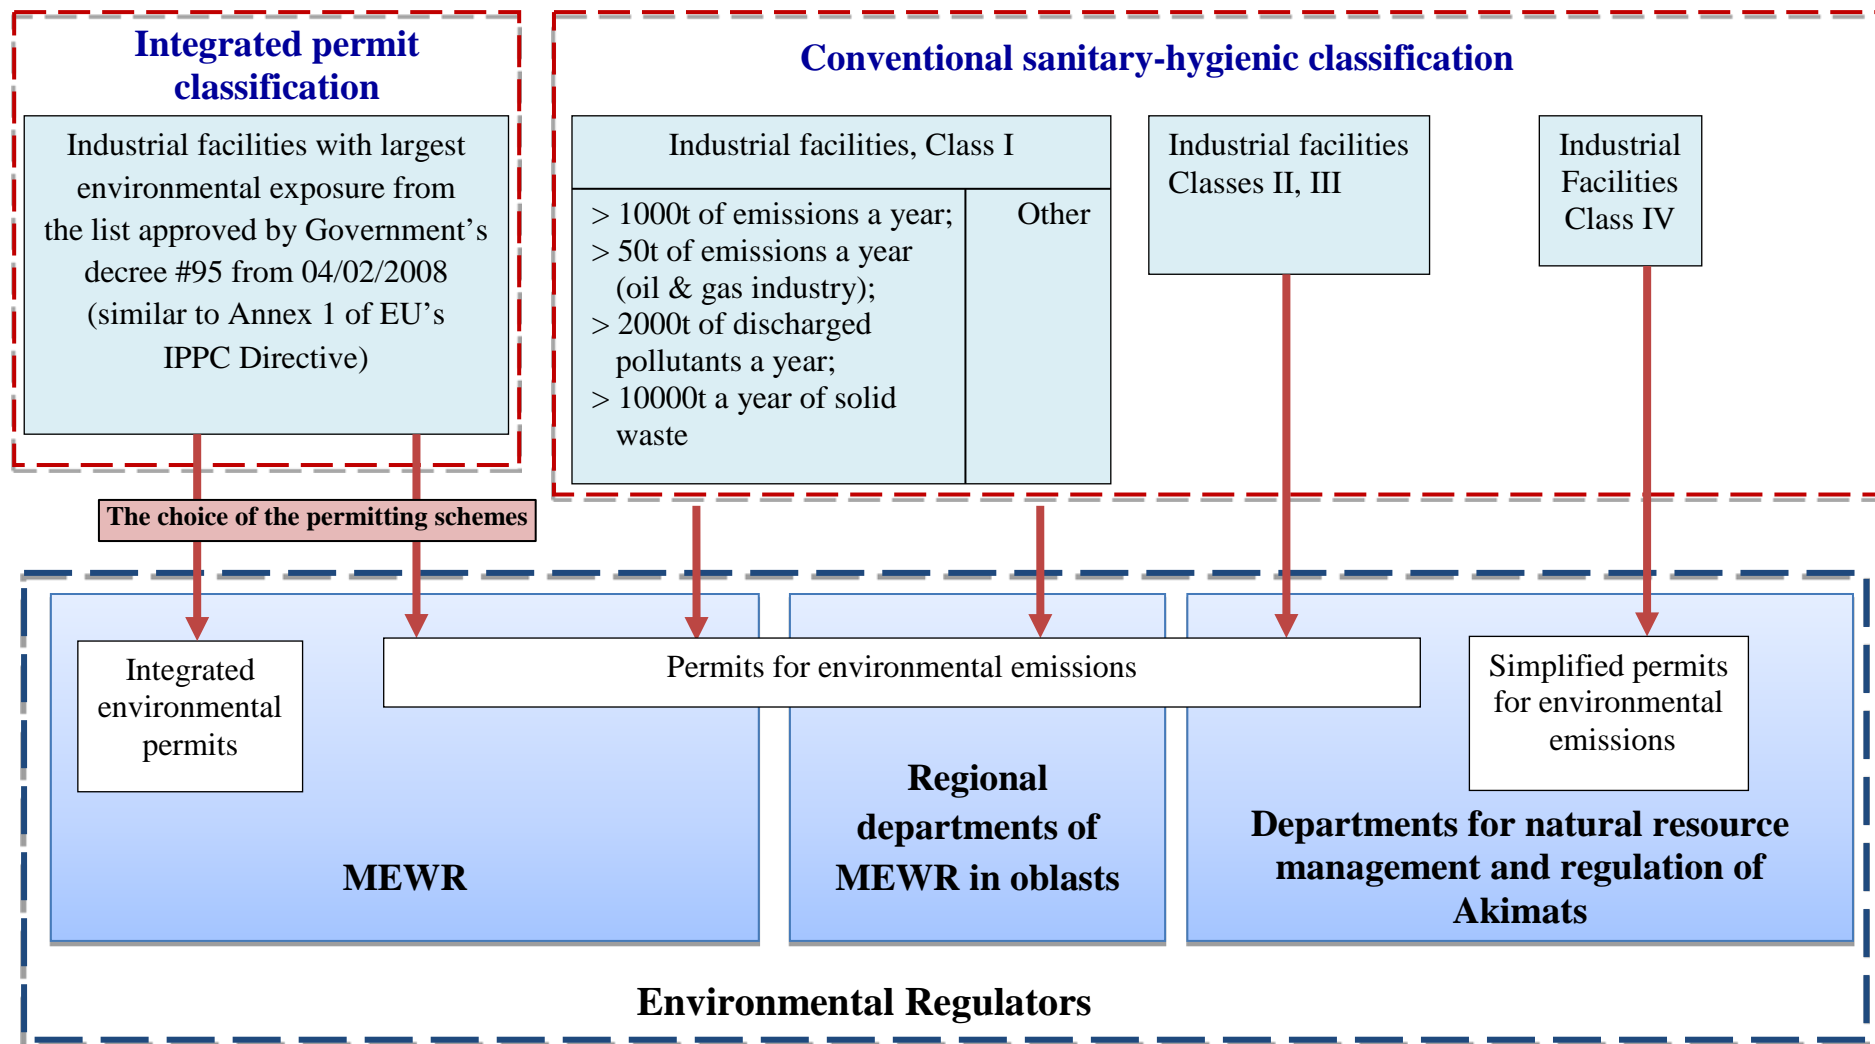 Integrated permit
classification
Industrial facilities with largest
environmental exposure from
the list approved by Government’s
decree #95 from 04/02/2008
(similar to Annex 1 of EU’s
IPPC Directive)
Conventional sanitary-hygienic classification
Industrial facilities, Class I
> 1000t of emissions a year;
> 50t of emissions a year
(oil & gas industry);
> 2000t of discharged
pollutants a year;
> 10000t a year of solid
waste
Other
Industrial facilities
Classes II, III
Industrial
Facilities
Class IV
The choice of the permitting schemes
Integrated
environmental
permits
Permits for environmental emissions
Simplified permits
for environmental
emissions
MEWR
Regional
departments of
MEWR in oblasts
Departments for natural resource
management and regulation of
Akimats
Environmental Regulators